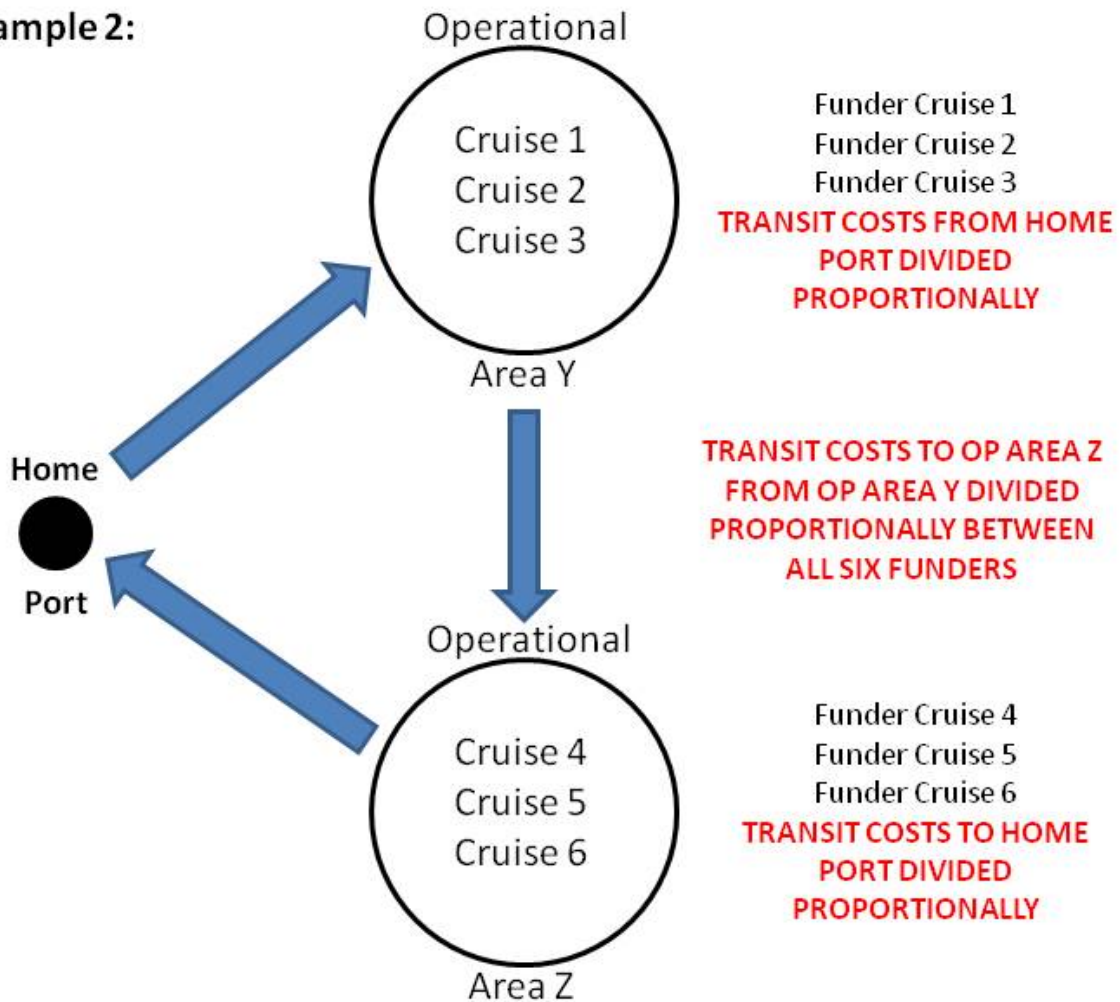 ample 2:
Operational
Cruise 1
Cruise 2
Cruise 3
Area Y
Funder Cruise 1
Funder Cruise 2
Funder Cruise 3
TRANSIT COSTS FROM HOME
PORT DIVIDED
PROPORTIONALLY
Home
Port
TRANSIT COSTS TO OP AREA Z
FROM OP AREA Y DIVIDED
PROPORTIONALLY BETWEEN
ALL SIX FUNDERS
Operational
Cruise 4
Cruise 5
Cruise 6
Area Z
Funder Cruise 4
Funder Cruise 5
Funder Cruise 6
TRANSIT COSTS TO HOME
PORT DIVIDED
PROPORTIONALLY